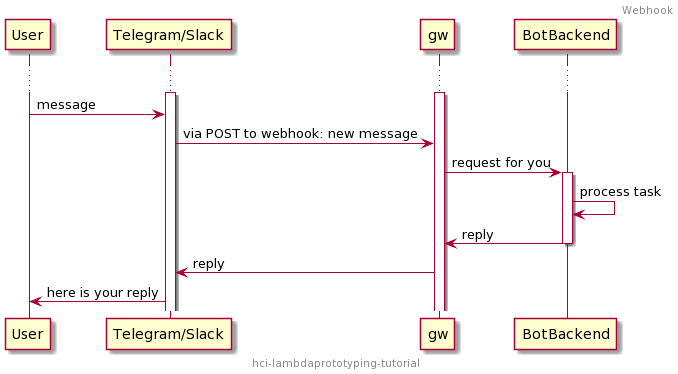 Webhook
User
Telegram/Slack
gw
BotBackend
message
via POST to webhook: new message
request for you
process task
reply
reply
here is your reply
User
Telegram/Slack
gw
BotBackend
hci-lambdaprototyping-tutorial